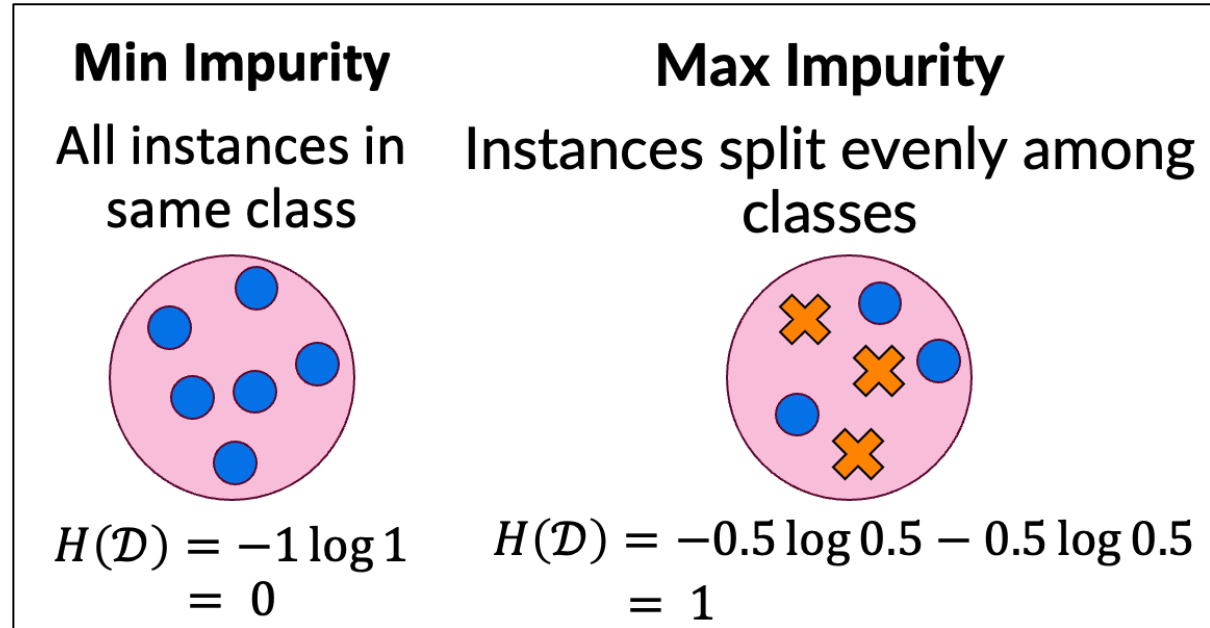 Min Impurity
All instances in
same class
H(𝒟) = −1 log 1
= 0
Max Impurity
Instances split evenly among
classes
H(𝒟) = −0.5 log 0.5 − 0.5 log 0.5
= 1